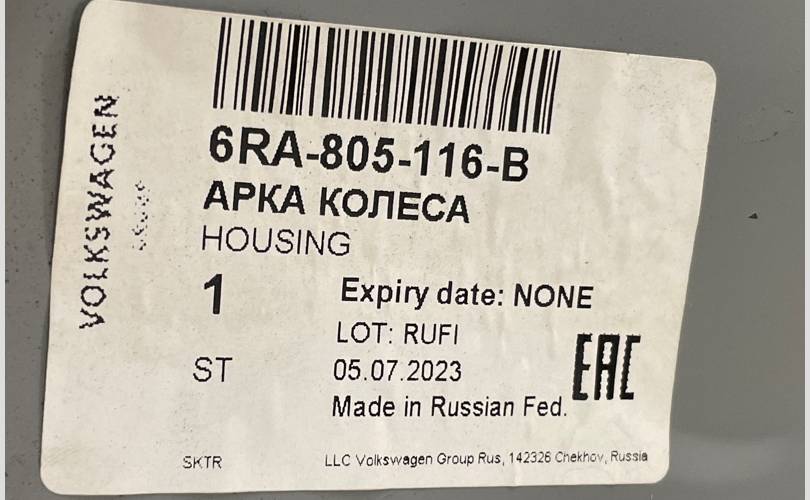 VOLKSWAGEN
6RA-805-116-B
АРКА КОЛЕСА
HOUSING
1
Expiry date: NONE
LOT: RUFI
ST
05.07.2023
EAC
Made in Russian Fed.
SKTR
LLC Volkswagen Group Rus, 142326 Chekhov, Russia